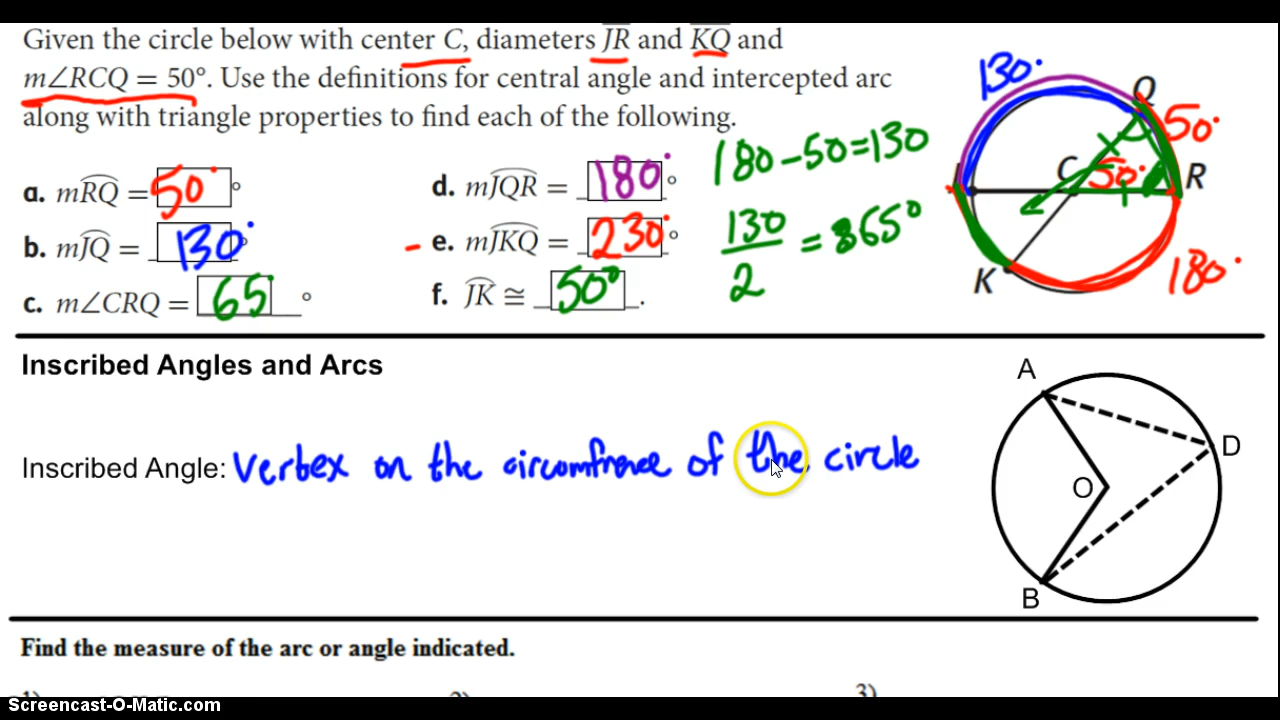 Given the circle below with center C, diameters JR and KQ and
m∠RCQ = 50°. Use the definitions for central angle and intercepted arc
along with triangle properties to find each of the following.
a. mRQ = 50° °
b. mJQ = 130° °
c. m∠CRQ = 65° °
d. mJQR = 180° °
e. mJKQ = 230° °
f. JK ≅ 50° .
180 - 50 = 130
130/2 = 65°
130°
Q
50°
C
50°
R
K
180°
Inscribed Angles and Arcs
Inscribed Angle: Vertex on the circumfrence of the circle
A
D
O
B
Find the measure of the arc or angle indicated.
3)
Screencast-O-Matic.com